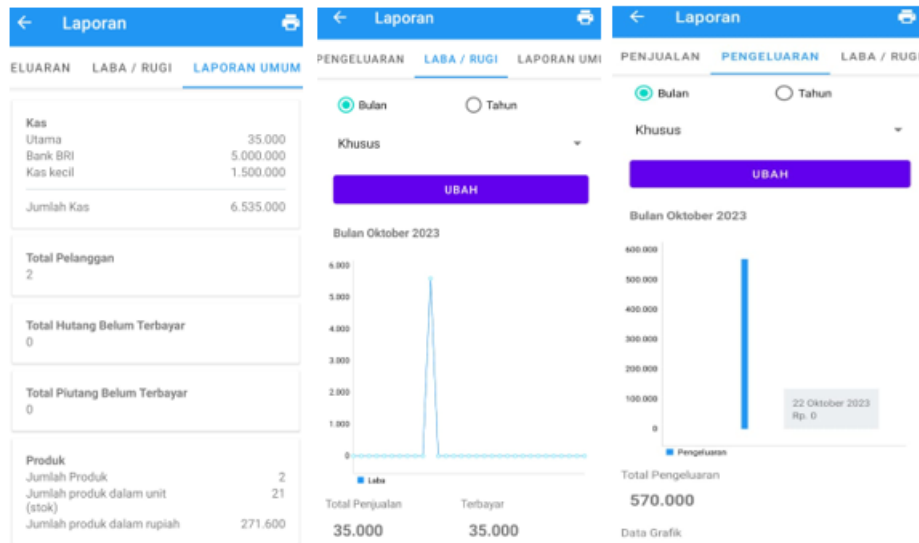 Laporan
ELUARAN LABA / RUGI LAPORAN UMUM
Kas
Utama 35.000
Bank BRI 5.000.000
Kas kecil 1.500.000
Jumlah Kas 6.535.000
Total Pelanggan
2
Total Hutang Belum Terbayar
0
Total Piutang Belum Terbayar
0
Produk
Jumlah Produk 2
Jumlah produk dalam unit 21
(stok)
Jumlah produk dalam rupiah 271.600
Laporan
PENGELUARAN LABA / RUGI LAPORAN UMU
Bulan Tahun
Khusus
UBAH
Bulan Oktober 2023
6.000
5.000
4.000
3.000
2.000
1.000
0
Laba
Total Penjualan Terbayar
35.000 35.000
Laporan
PENJUALAN PENGELUARAN LABA / RUGI
Bulan Tahun
Khusus
UBAH
Bulan Oktober 2023
600.000
500.000
400.000
300.000
200.000
100.000
0
22 Oktober 2023
Rp. 0
Pengeluaran
Total Pengeluaran
570.000
Data Grafik